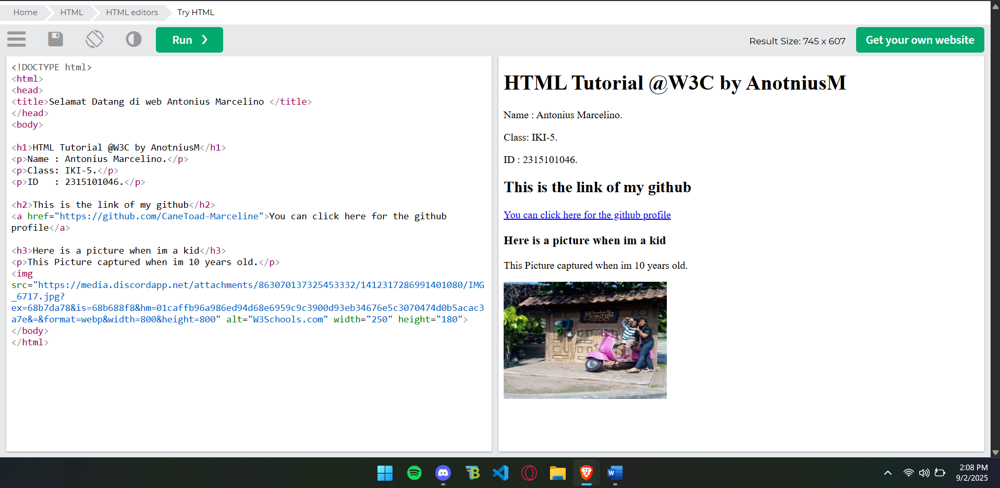 Home HTML HTML editors Try HTML
Run ❯ Result Size: 745 x 607 Get your own website
<!DOCTYPE html>
<html>
<head>
<title>Selamat Datang di web Antonius Marcelino </title>
</head>
<body>
<h1>HTML Tutorial @W3C by AnotniusM</h1>
<p>Name : Antonius Marcelino.</p>
<p>Class: IKI-5.</p>
<p>ID   : 2315101046.</p>
<h2>This is the link of my github</h2>
<a href="https://github.com/CaneToad-Marceline">You can click here for the github
profile</a>
<h3>Here is a picture when im a kid</h3>
<p>This Picture captured when im 10 years old.</p>
<img
src="https://media.discordapp.net/attachments/863070137325453332/1412317286991401080/IMG
_6717.jpg?
ex=68b7da78&is=68b688f8&hm=01caffb96a986ed94d68e6959c9c3900d93eb34676e5c3070474d0b5acac3
a7e&=&format=webp&width=800&height=800" alt="W3Schools.com" width="250" height="180">
</body>
</html>
HTML Tutorial @W3C by AnotniusM
Name : Antonius Marcelino.
Class: IKI-5.
ID : 2315101046.
This is the link of my github
You can click here for the github profile
Here is a picture when im a kid
This Picture captured when im 10 years old.
Chocolate
Monggo
2:08 PM
9/2/2025